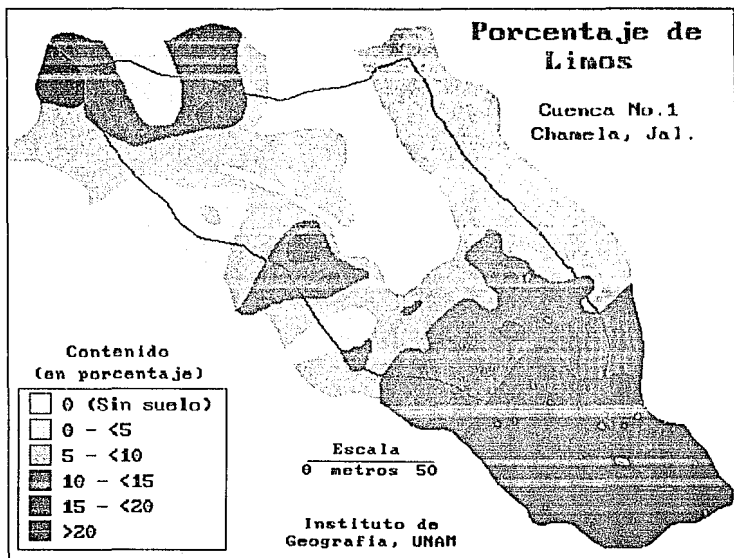 Porcentaje de
Limos
Cuenca No.1
Chamela, Jal.
Contenido
(en porcentaje)
0 (Sin suelo)
0 - <5
5 - <10
10 - <15
15 - <20
>20
Escala
0 metros 50
Instituto de
Geografía, UNAM